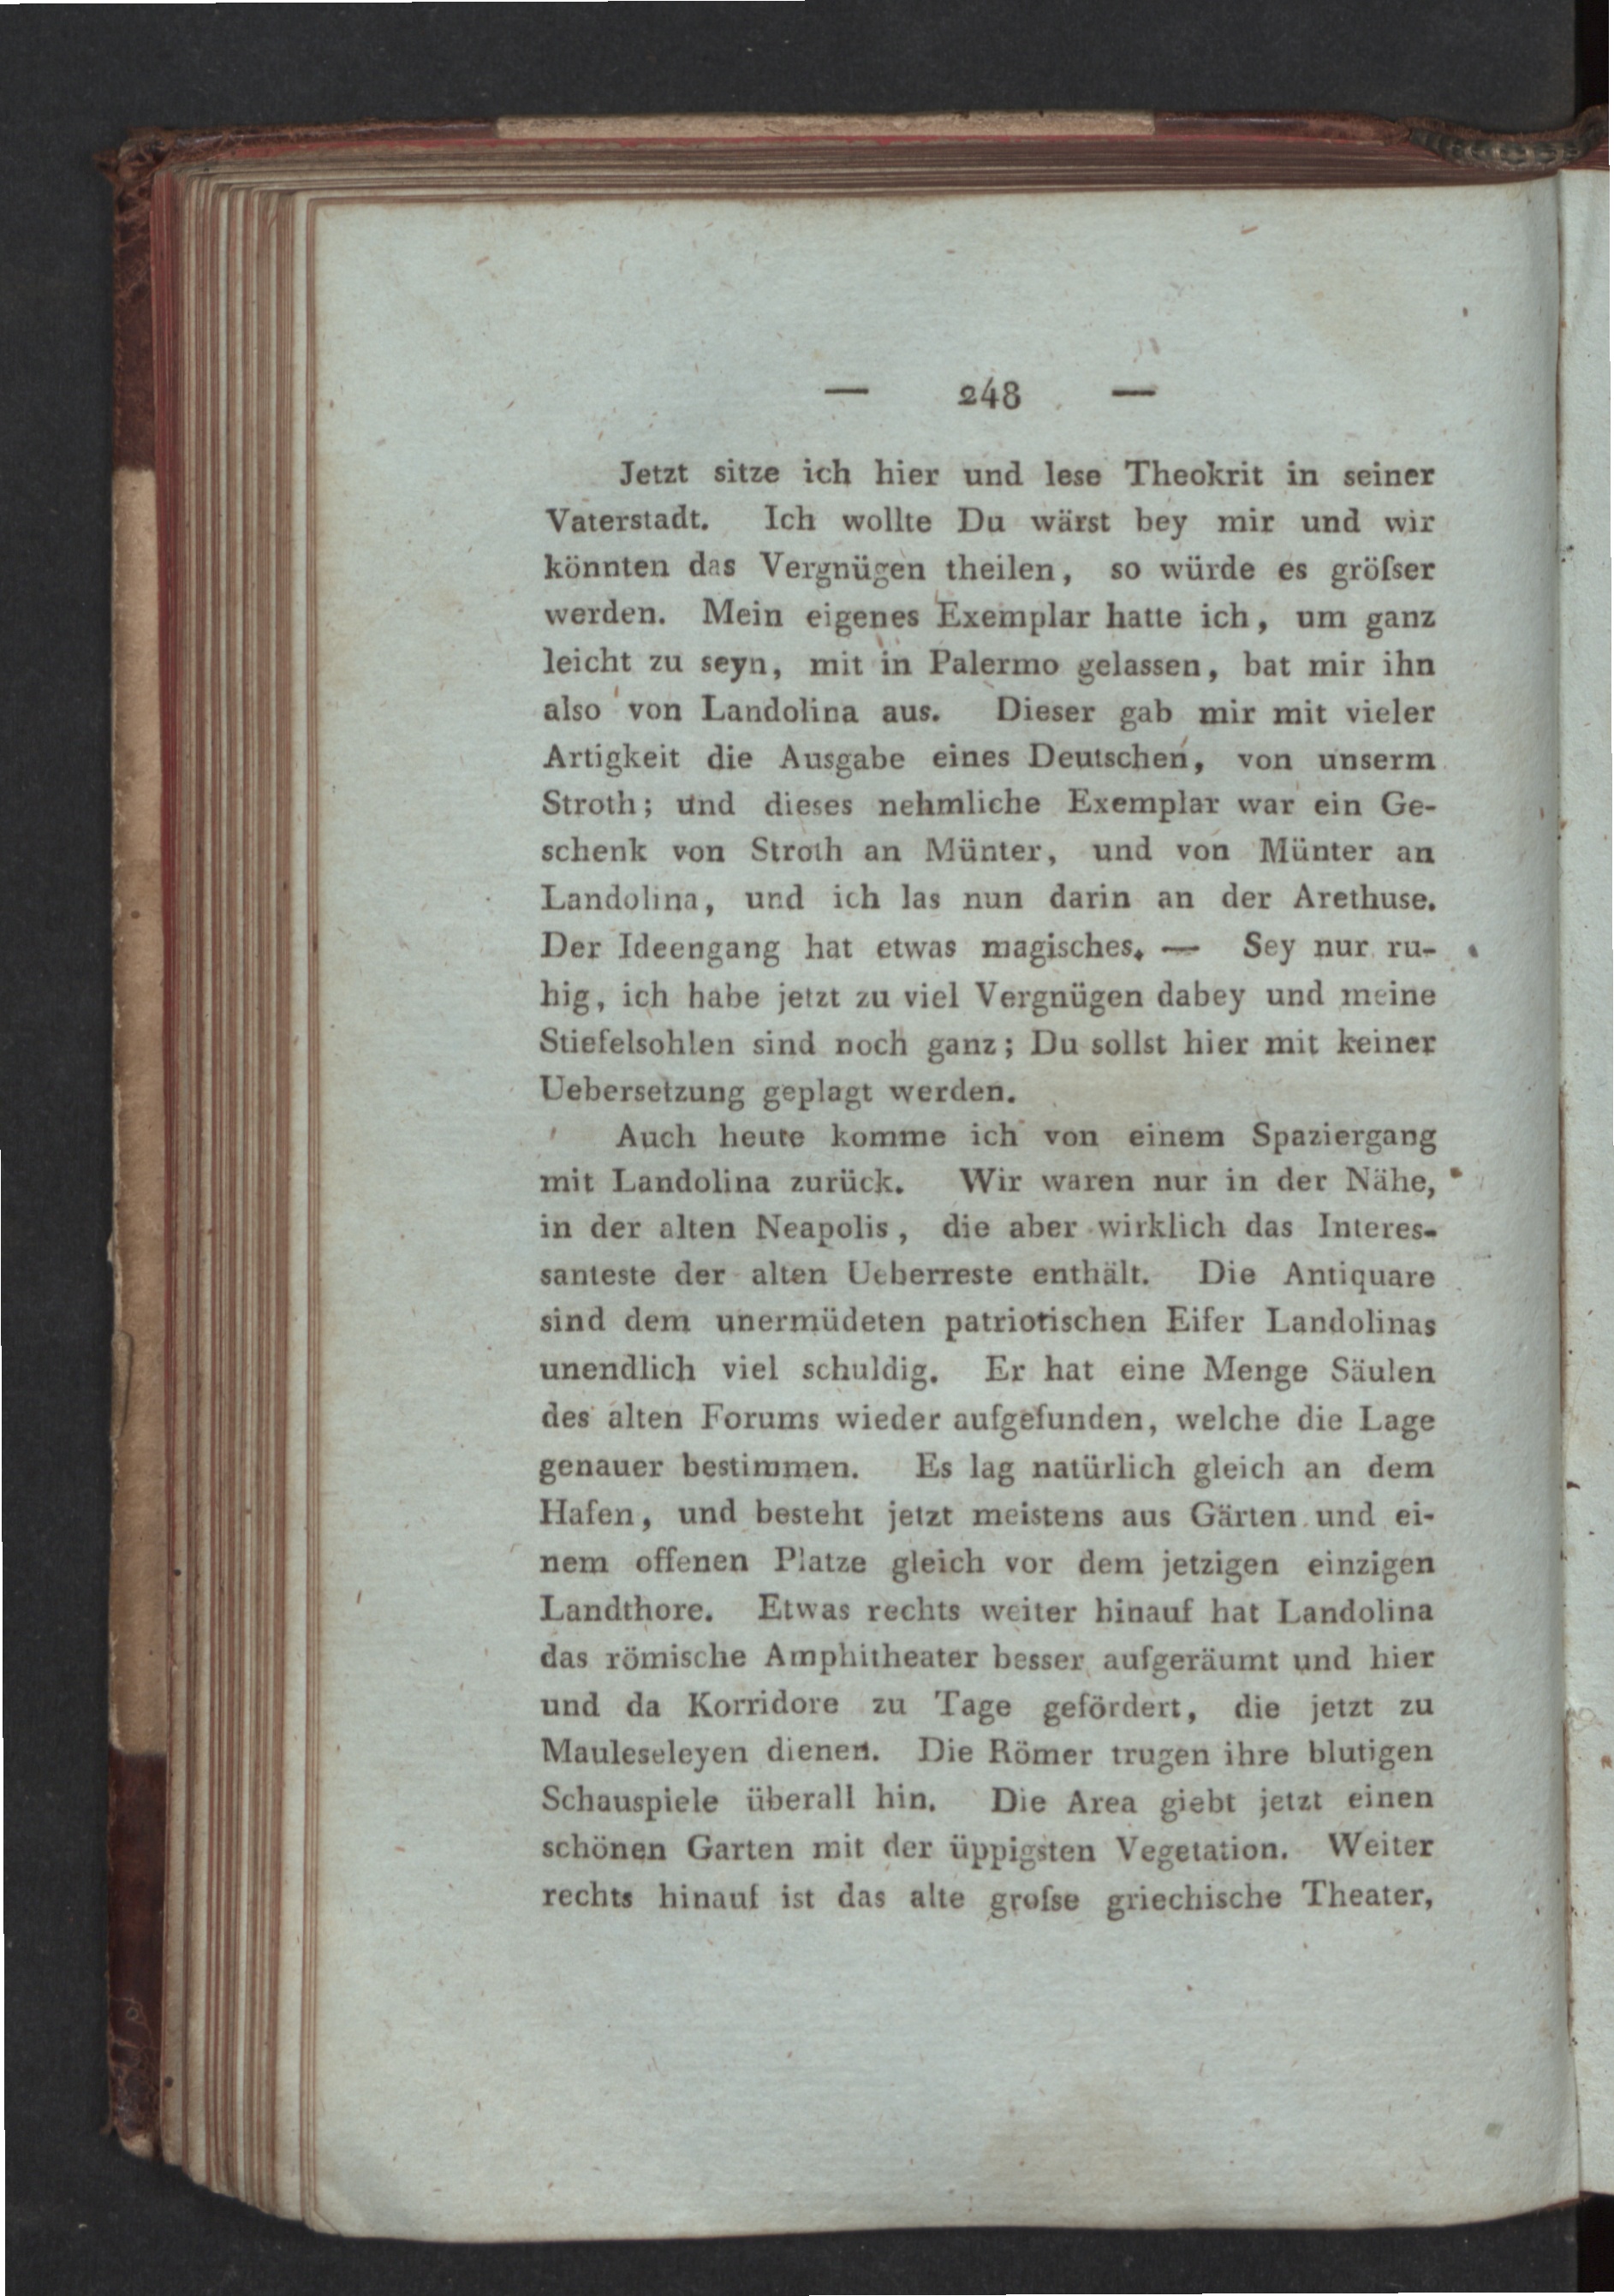 — 248 —
Jetzt sitze ich hier und lese Theokrit in seiner
Vaterstadt. Ich wollte Du wärst bey mir und wir
könnten das Vergnügen theilen, so würde es gröſser
werden. Mein eigenes Exemplar hatte ich, um ganz
leicht zu seyn, mit in Palermo gelassen, bat mir ihn
also von Landolina aus. Dieser gab mir mit vieler
Artigkeit die Ausgabe eines Deutschen, von unserm
Stroth; und dieses nehmliche Exemplar war ein Ge-
schenk von Stroth an Münter, und von Münter an
Landolina, und ich las nun darin an der Arethuse.
Der Ideengang hat etwas magisches. — Sey nur ru-
hig, ich habe jetzt zu viel Vergnügen dabey und meine
Stiefelsohlen sind noch ganz; Du sollst hier mit keiner
Uebersetzung geplagt werden.
Auch heute komme ich von einem Spaziergang
mit Landolina zurück. Wir waren nur in der Nähe,
in der alten Neapolis, die aber wirklich das Interes-
santeste der alten Ueberreste enthält. Die Antiquare
sind dem unermüdeten patriotischen Eifer Landolinas
unendlich viel schuldig. Er hat eine Menge Säulen
des alten Forums wieder aufgefunden, welche die Lage
genauer bestimmen. Es lag natürlich gleich an dem
Hafen, und besteht jetzt meistens aus Gärten und ei-
nem offenen Platze gleich vor dem jetzigen einzigen
Landthore. Etwas rechts weiter hinauf hat Landolina
das römische Amphitheater besser aufgeräumt und hier
und da Korridore zu Tage gefördert, die jetzt zu
Mauleseleyen dienen. Die Römer trugen ihre blutigen
Schauspiele überall hin. Die Area giebt jetzt einen
schönen Garten mit der üppigsten Vegetation. Weiter
rechts hinauf ist das alte groſse griechische Theater,